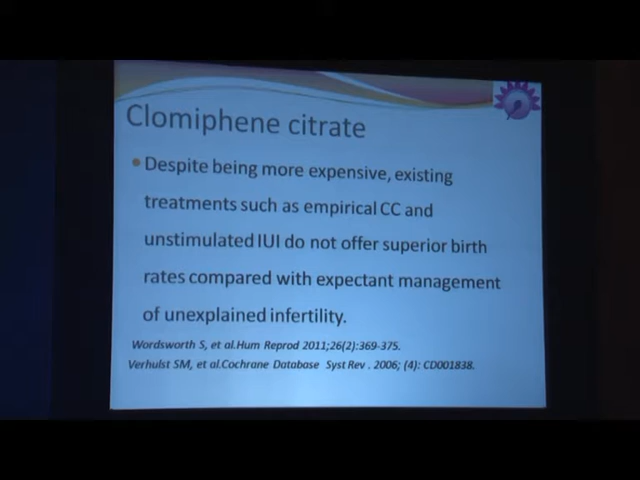 Clomiphene citrate
Despite being more expensive, existing
treatments such as empirical CC and
unstimulated IUI do not offer superior birth
rates compared with expectant management
of unexplained infertility.
Wordsworth S, et al.Hum Reprod 2011;26(2):369-375.
Verhulst SM, et al.Cochrane Database Syst Rev . 2006; (4): CD001838.